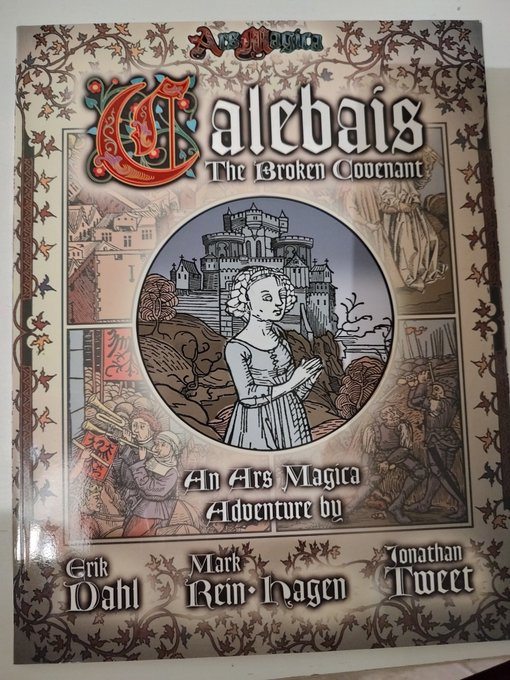 Ars Magica
Calebais
The Broken Covenant
An Ars Magica
Adventure by
Erik
Dahl
Mark
Rein·Hagen
Jonathan
Tweet